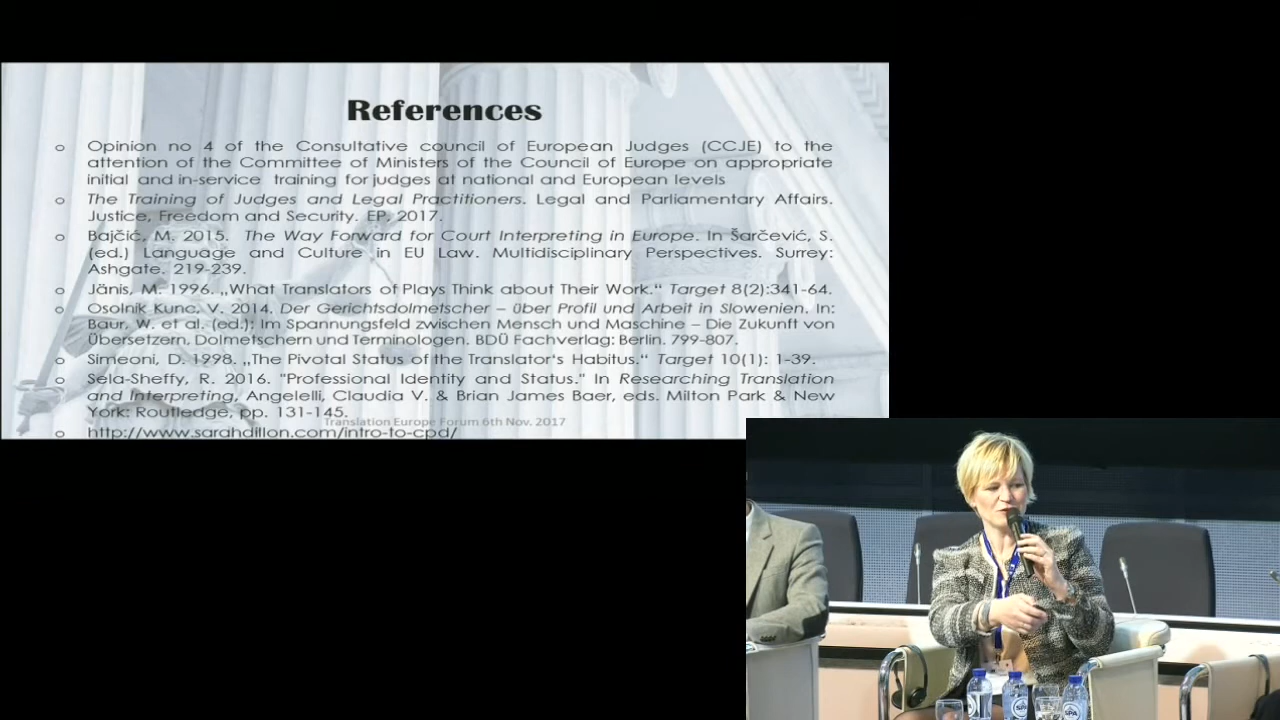 References
o Opinion no 4 of the Consultative council of European Judges (CCJE) to the
attention of the Committee of Ministers of the Council of Europe on appropriate
initial and in-service training for judges at national and European levels
o The Training of Judges and Legal Practitioners. Legal and Parliamentary Affairs.
Justice, Freedom and Security. EP. 2017.
o Bajčić, M. 2015. The Way Forward for Court Interpreting in Europe. In Šarčević, S.
(ed.) Language and Culture in EU Law. Multidisciplinary Perspectives. Surrey:
Ashgate. 219-239.
o Jänis, M. 1996. „What Translators of Plays Think about Their Work.“ Target 8(2):341-64.
o Osolnik Kunc, V. 2014. Der Gerichtsdolmetscher – über Profil und Arbeit in Slowenien. In:
Baur, W. et al. (ed.): Im Spannungsfeld zwischen Mensch und Maschine – Die Zukunft von
Übersetzern, Dolmetschern und Terminologen. BDÜ Fachverlag: Berlin. 799-807.
o Simeoni, D. 1998. „The Pivotal Status of the Translator's Habitus.“ Target 10(1): 1-39.
o Sela-Sheffy, R. 2016. "Professional Identity and Status." In Researching Translation
and Interpreting, Angelelli, Claudia V. & Brian James Baer, eds. Milton Park & New
York: Routledge, pp. 131-145.
Translation Europe Forum 6th Nov. 2017
o http://www.sarahdillon.com/intro-to-cpd/
SPA
SPA